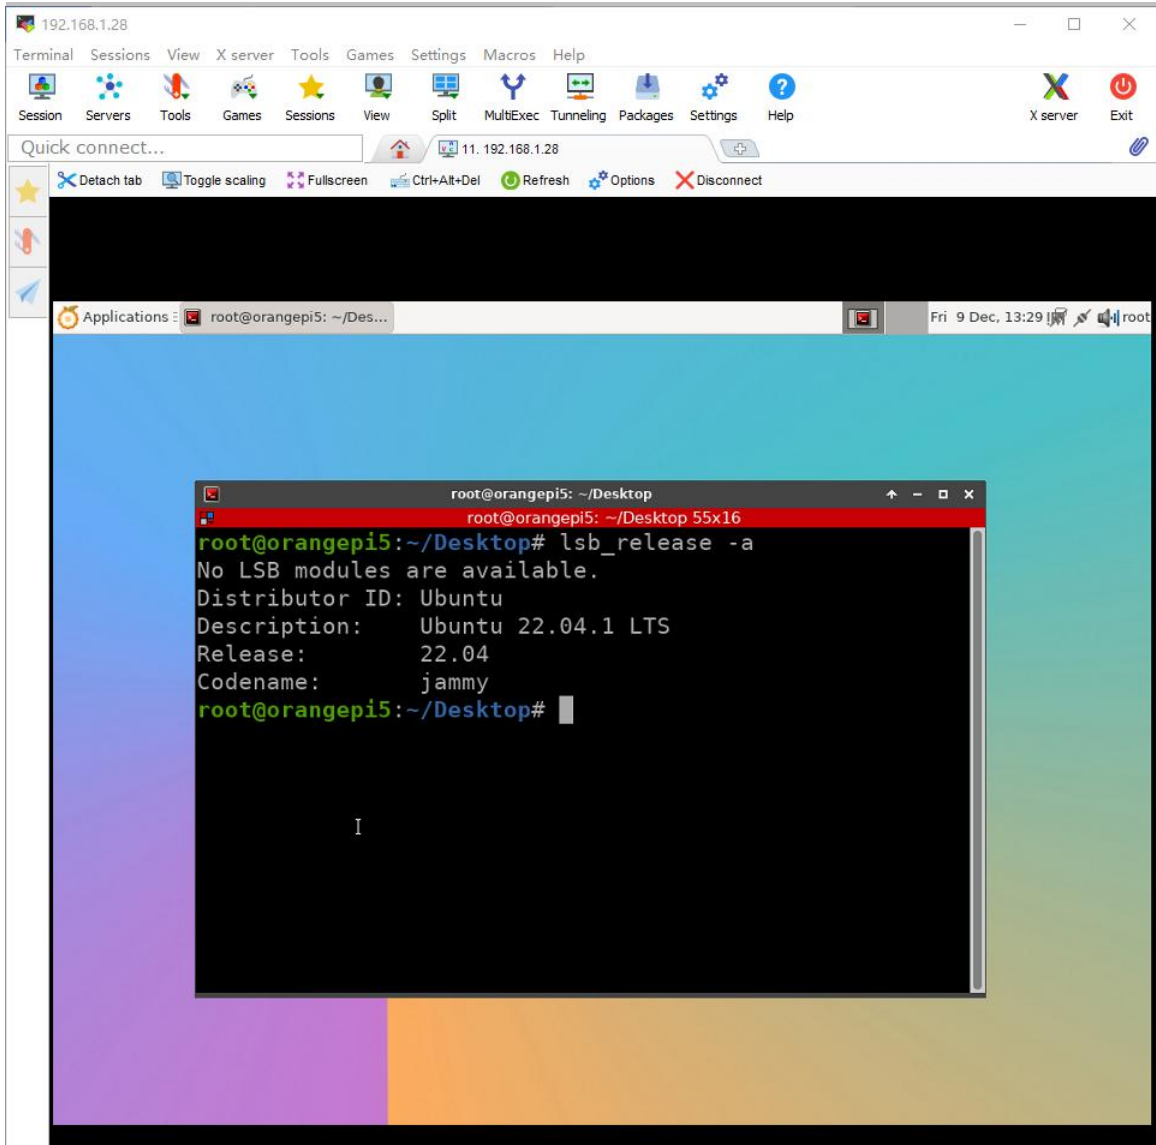 192.168.1.28
Terminal Sessions View X server Tools Games Settings Macros Help
Session Servers Tools Games Sessions View Split MultiExec Tunneling Packages Settings Help X server Exit
Quick connect... 11. 192.168.1.28
Detach tab Toggle scaling Fullscreen Ctrl+Alt+Del Refresh Options Disconnect
Applications root@orangepi5: ~/Des... Fri 9 Dec, 13:29 root
root@orangepi5: ~/Desktop
root@orangepi5: ~/Desktop 55x16
root@orangepi5:~/Desktop# lsb_release -a
No LSB modules are available.
Distributor ID: Ubuntu
Description: Ubuntu 22.04.1 LTS
Release: 22.04
Codename: jammy
root@orangepi5:~/Desktop#